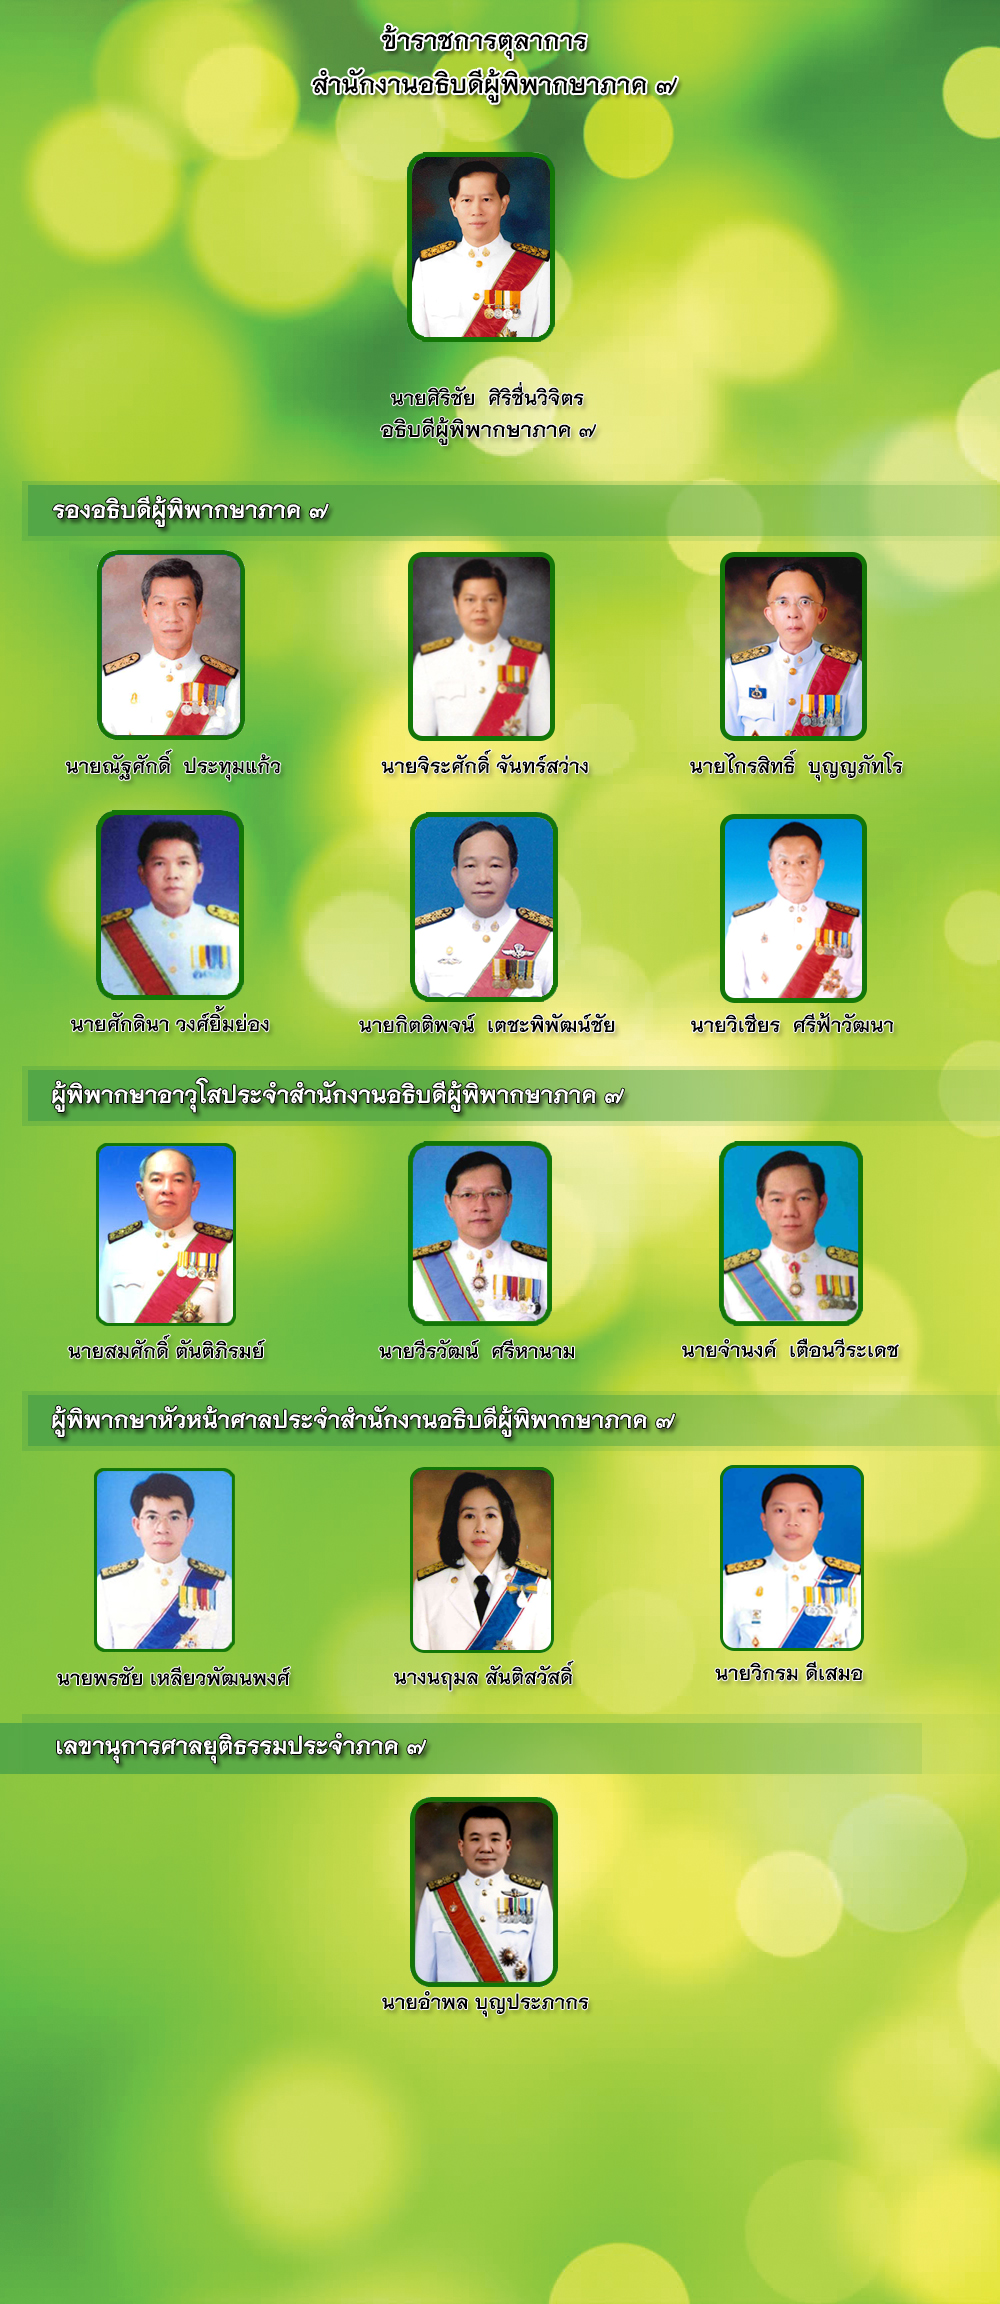 ข้าราชการตุลาการ
สำนักงานอธิบดีผู้พิพากษาภาค ๗
นายศิริชัย ศิริชื่นวิจิตร
อธิบดีผู้พิพากษาภาค ๗
รองอธิบดีผู้พิพากษาภาค ๗
นายณัฐศักดิ์ ประทุมแก้ว
นายจิระศักดิ์ จันทร์สว่าง
นายไกรสิทธิ์ บุญญภัทโร
นายศักดินา วงศ์ยิ้มย่อง
นายกิตติพจน์ เตชะพิพัฒน์ชัย
นายวิเชียร ศรีฟ้าวัฒนา
ผู้พิพากษาอาวุโสประจำสำนักงานอธิบดีผู้พิพากษาภาค ๗
นายสมศักดิ์ ตันติภิรมย์
นายวีรวัฒน์ ศรีหานาม
นายจำนงค์ เตือนวีระเดช
ผู้พิพากษาหัวหน้าศาลประจำสำนักงานอธิบดีผู้พิพากษาภาค ๗
นายพรชัย เหลียวพัฒนพงศ์
นางนฤมล สันติสวัสดิ์
นายวิกรม ดีเสมอ
เลขานุการศาลยุติธรรมประจำภาค ๗
นายอำพล บุญประภากร